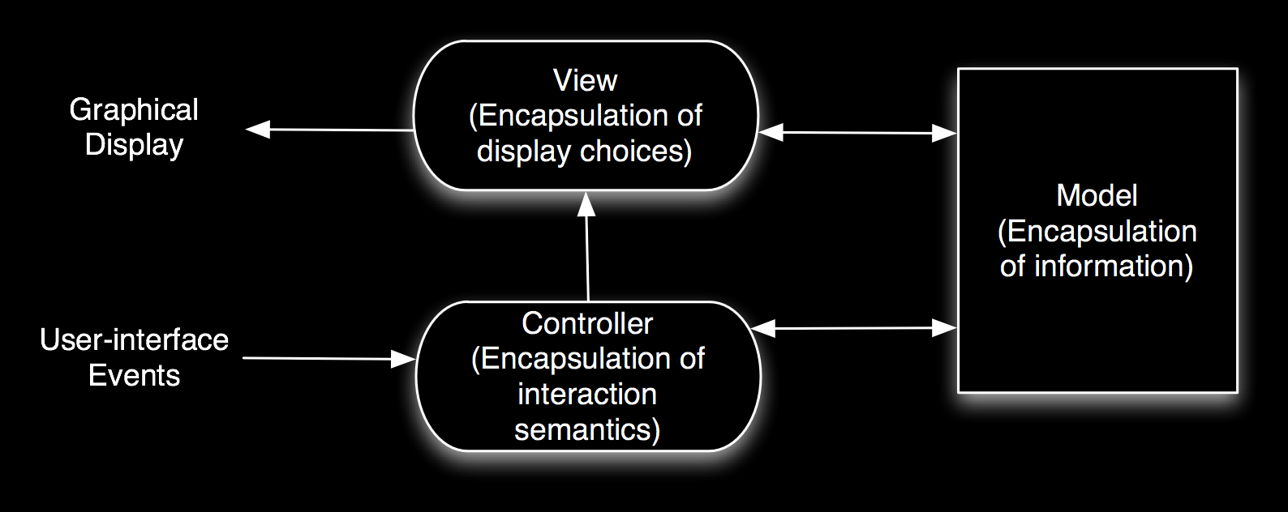 Graphical
Display
View
(Encapsulation of
display choices)
Model
(Encapsulation
of information)
User-interface
Events
Controller
(Encapsulation of
interaction
semantics)